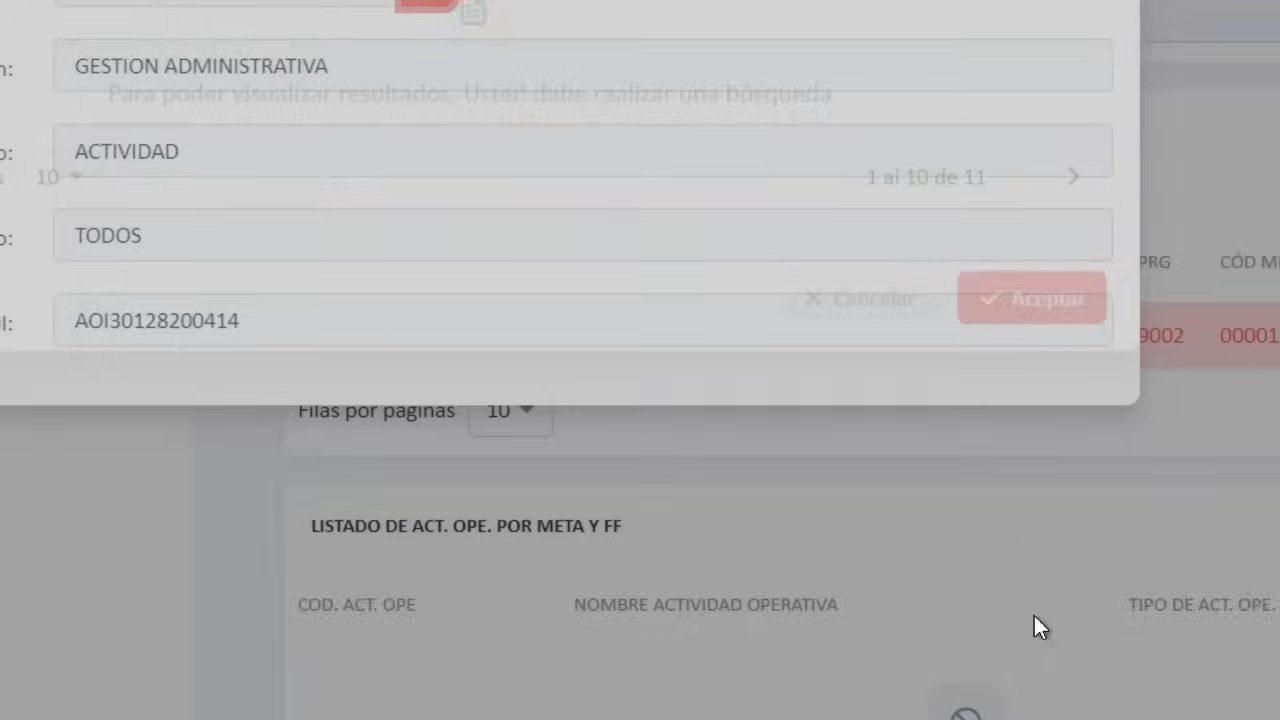 n: GESTION ADMINISTRATIVA
Para poder visualizar resultados, Usted debe realizar una búsqueda
o: ACTIVIDAD
s 10 1 al 10 de 11
o: TODOS
PRG CÓD ME
Cancelar Aceptar
I: AOI30128200414
9002 00001
Filas por paginas 10
LISTADO DE ACT. OPE. POR META Y FF
COD. ACT. OPE NOMBRE ACTIVIDAD OPERATIVA TIPO DE ACT. OPE.